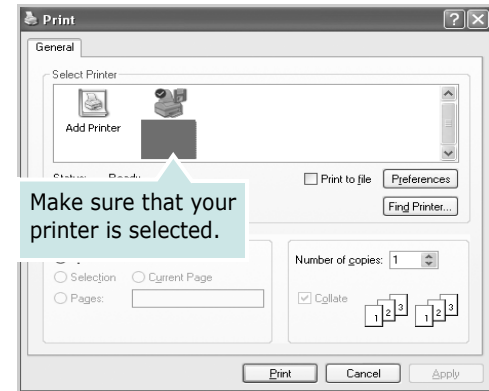 Print
General
Select Printer
Add Printer
Ready
Print to file
Preferences
Find Printer...
Make sure that your
printer is selected.
Number of copies: 1
Selection
Current Page
Pages:
Collate
1 2 3 1 2 3
Print
Cancel
Apply